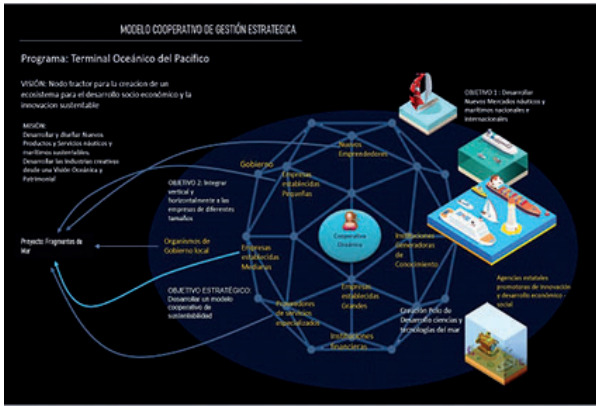 MODELO COOPERATIVO DE GESTIÓN ESTRATEGICA
Programa: Terminal Oceánico del Pacífico
VISIÓN: Nodo tractor para la creacion de un
ecosistema para el desarrollo socio económico y la
innovacion sustentable
MISIÓN:
Desarrollar y diseñar Nuevos
Productos y Servicios náuticos y
marítimos sustentables.
Desarrollar las Industrias creativas
desde una Visión Oceánica y
Patrimonial
OBJETIVO 1 : Desarrollar
Nuevos Mercados náuticos y
marítimos nacionales e
internacionales
Nuevos
Emprendedores
Gobierno
Empresas
establecidas
Pequeñas
OBJETIVO 2: Integrar
vertical y
horizontalmente a las
empresas de diferentes
tamaños
Cooperativa
Oceánica
Proyecto: Fragmentos de
Mar
Organismos de
Gobierno local
Empresas
establecidas
Medianas
Instituciones
Generadoras
de
Conocimiento
Agencias estatales
promotoras de innovación
y desarrollo económico -
social
OBJETIVO ESTRATÉGICO:
Desarrollar un modelo
cooperativo de
sustentabilidad
Empresas
establecidas
Grandes
Proveedores
de servicios
especializados
Creación Polo de
Desarrollo ciencias y
tecnologías del mar
Instituciones
financieras